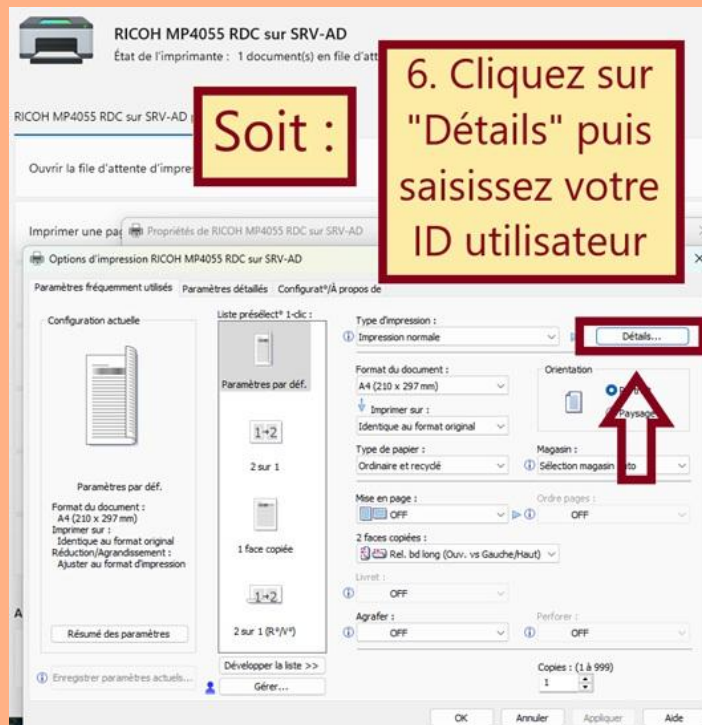 RICOH MP4055 RDC sur SRV-AD
État de l'imprimante : 1 document(s) en file d'att
Soit :
6. Cliquez sur
"Détails" puis
saisissez votre
ID utilisateur
RICOH MP4055 RDC sur SRV-AD
Ouvrir la file d'attente d'impres
Imprimer une pag
Propriétés de RICOH MP4055 RDC sur SRV-AD
Options d'impression RICOH MP4055 RDC sur SRV-AD
Paramètres fréquemment utilisés Paramètres détaillés Configurat°/À propos de
Configuration actuelle
Paramètres par déf.
Format du document :
A4 (210 x 297 mm)
Imprimer sur :
Identique au format original
Réduction/Agrandissement :
Ajuster au format d'impression
Résumé des paramètres
Enregistrer paramètres actuels...
Liste présélect° 1-clic :
Paramètres par déf.
1→2
2 sur 1
1 face copiée
1→2
2 sur 1 (R°/V°)
Développer la liste >>
Gérer...
Type d'impression :
Impression normale
Détails...
Format du document :
A4 (210 x 297 mm)
Imprimer sur :
Identique au format original
Orientation
Paysage
Type de papier :
Ordinaire et recyclé
Magasin :
Sélection magasin
Mise en page :
OFF
Ordre pages :
OFF
2 faces copiées :
Rel. bd long (Ouv. vs Gauche/Haut)
Livret :
OFF
Agrafer :
OFF
Perforer :
OFF
Copies : (1 à 999)
1
OK Annuler Appliquer Aide